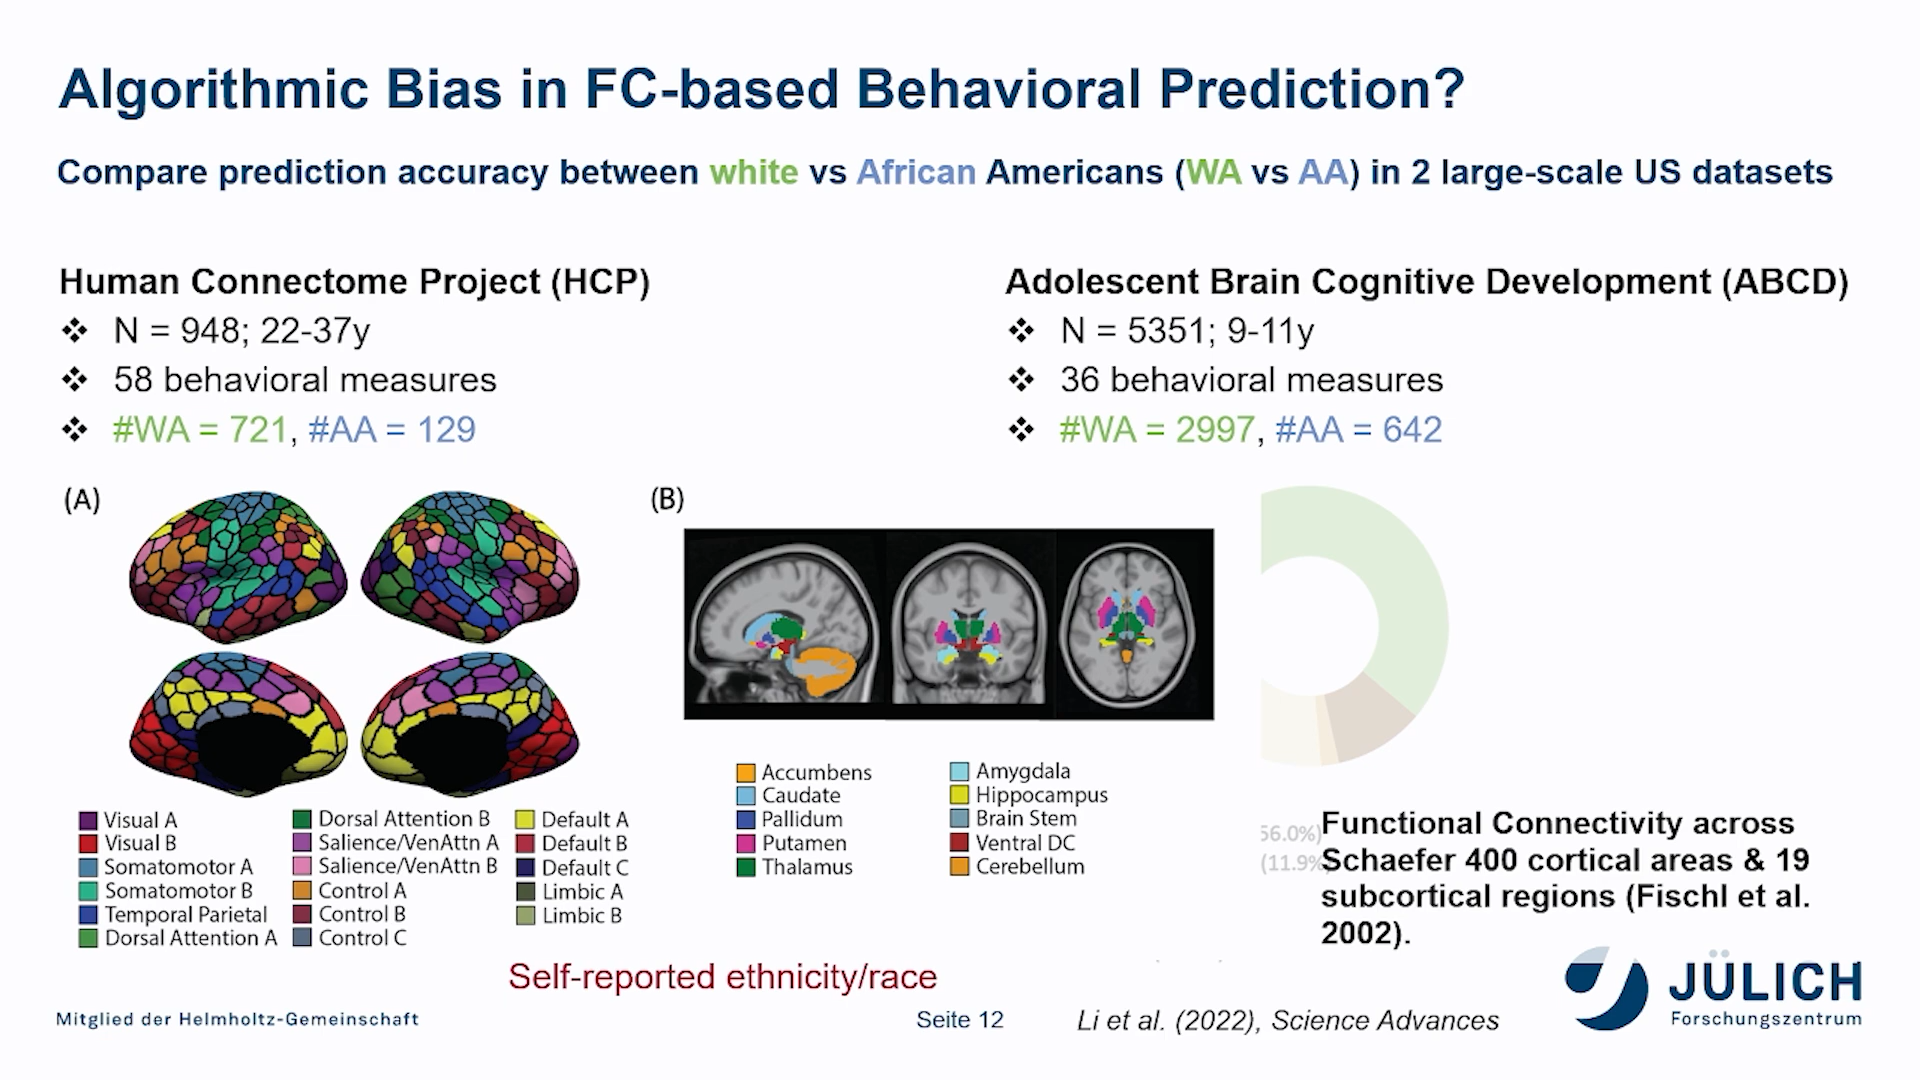 Algorithmic Bias in FC-based Behavioral Prediction?
Compare prediction accuracy between white vs African Americans (WA vs AA) in 2 large-scale US datasets
Human Connectome Project (HCP)
❖ N = 948; 22-37y
❖ 58 behavioral measures
❖ #WA = 721, #AA = 129
Adolescent Brain Cognitive Development (ABCD)
❖ N = 5351; 9-11y
❖ 36 behavioral measures
❖ #WA = 2997, #AA = 642
(A)
Visual A
Visual B
Somatomotor A
Somatomotor B
Temporal Parietal
Dorsal Attention A
Dorsal Attention B
Salience/VenAttn A
Salience/VenAttn B
Control A
Control B
Control C
Default A
Default B
Default C
Limbic A
Limbic B
(B)
Accumbens
Caudate
Pallidum
Putamen
Thalamus
Amygdala
Hippocampus
Brain Stem
Ventral DC
Cerebellum
56.0%)
(11.9%
Functional Connectivity across
Schaefer 400 cortical areas & 19
subcortical regions (Fischl et al.
2002).
Self-reported ethnicity/race
Mitglied der Helmholtz-Gemeinschaft
Seite 12
Li et al. (2022), Science Advances
JÜLICH
Forschungszentrum